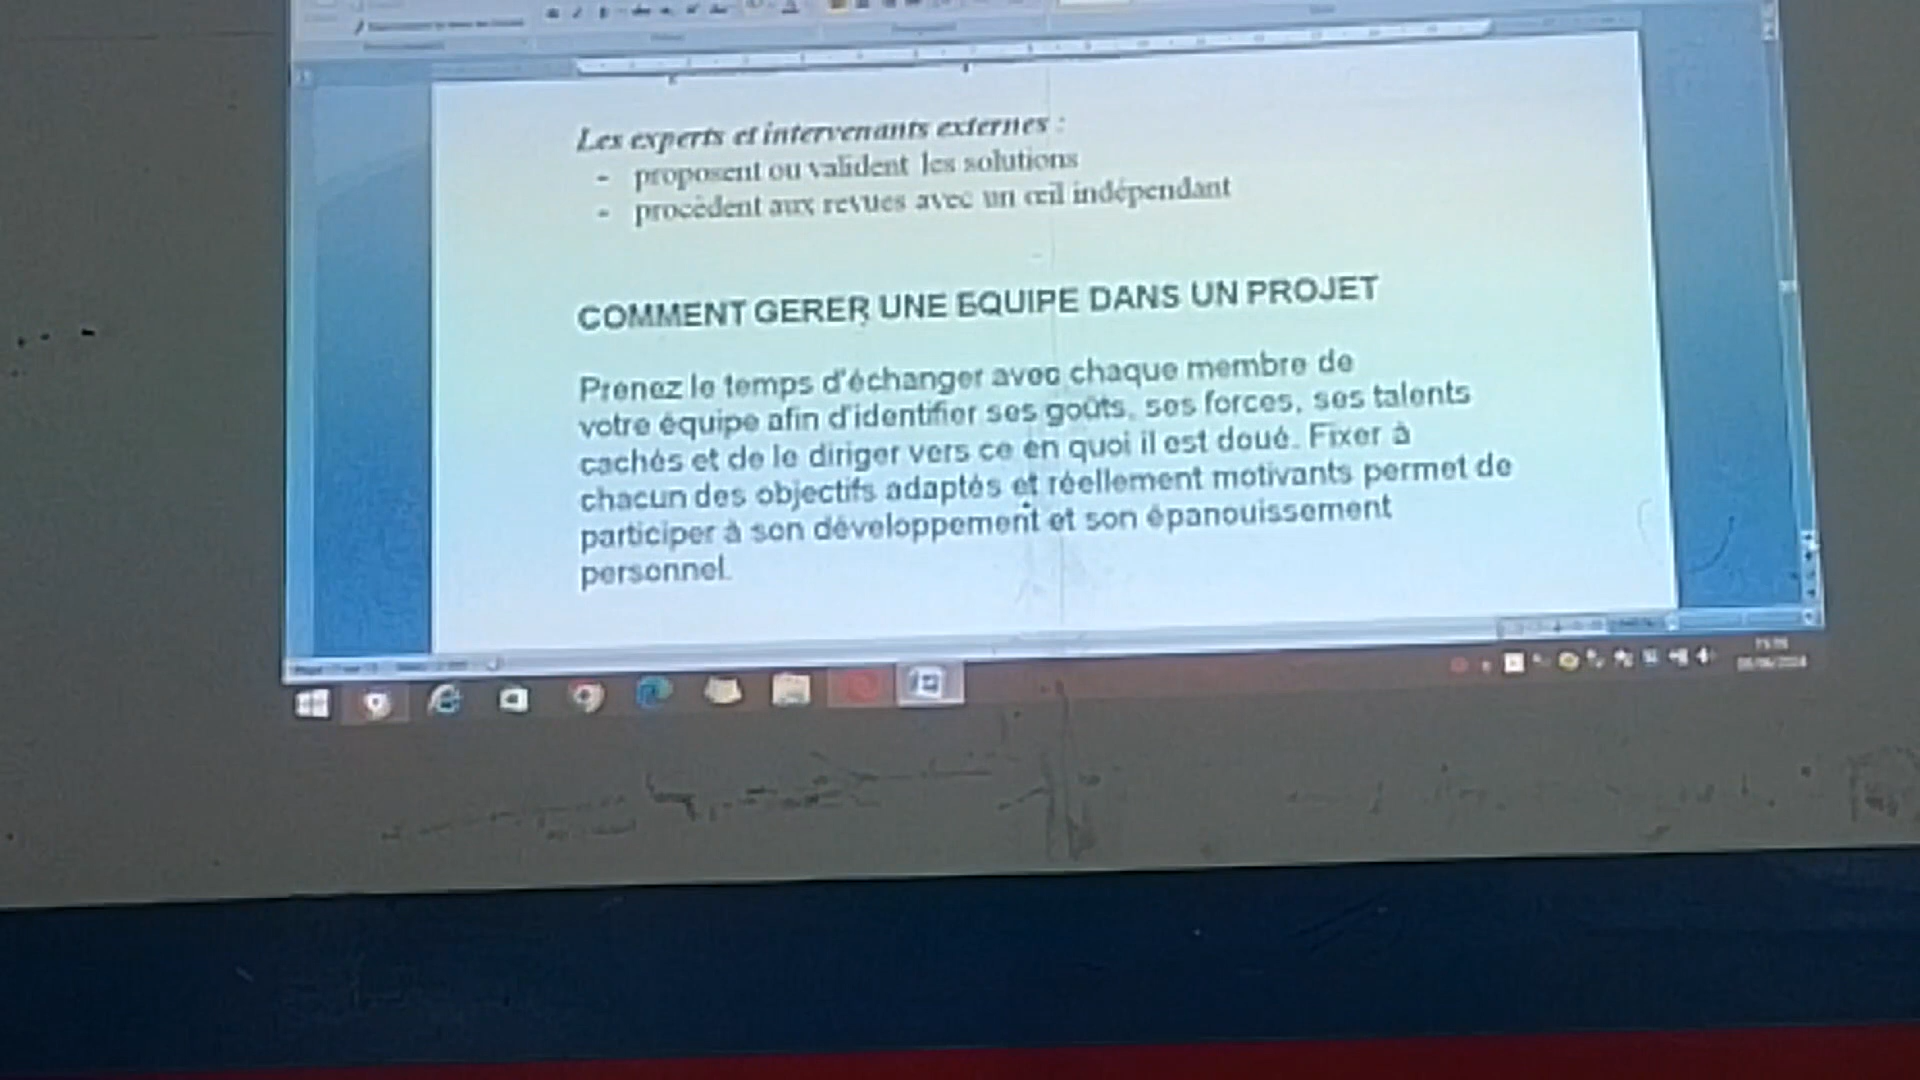 Les experts et intervenants externes :
- proposent ou valident les solutions
- procèdent aux revues avec un œil indépendant
COMMENT GERER UNE EQUIPE DANS UN PROJET
Prenez le temps d'échanger avec chaque membre de
votre équipe afin d'identifier ses goûts, ses forces, ses talents
cachés et de le diriger vers ce en quoi il est doué. Fixer à
chacun des objectifs adaptés et réellement motivants permet de
participer à son développement et son épanouissement
personnel.